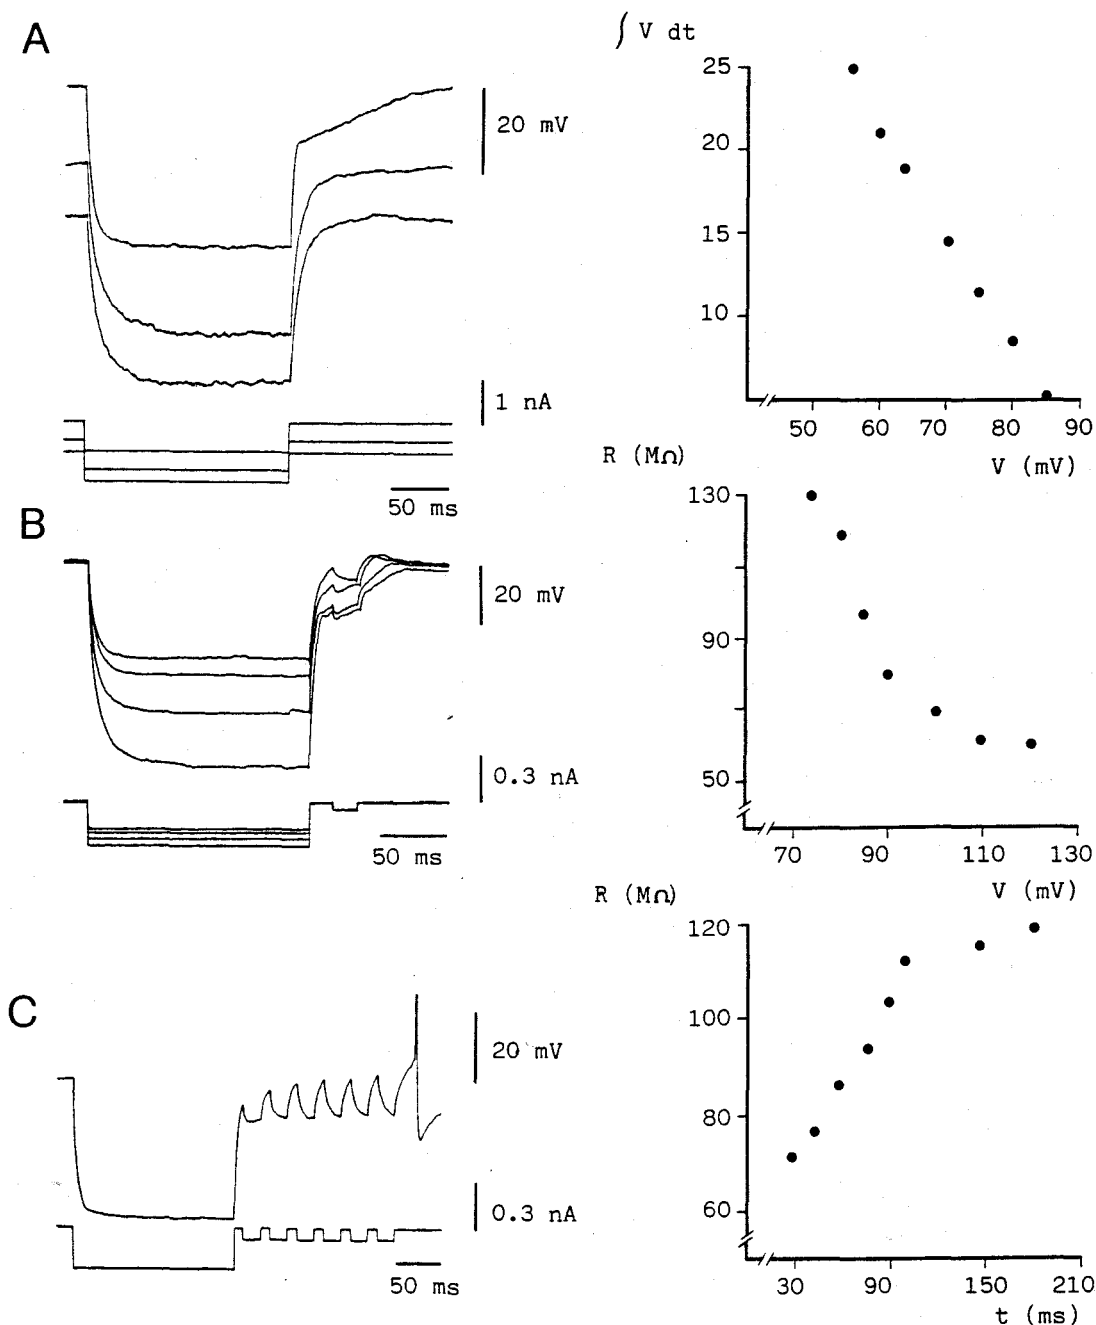 A
20 mV
1 nA
50 ms
∫ V dt
25
20
15
10
50 60 70 80 90
V (mV)
B
20 mV
0.3 nA
50 ms
R (MΩ)
130
90
50
70 90 110 130
V (mV)
C
20 mV
0.3 nA
50 ms
R (MΩ)
120
100
80
60
30 90 150 210
t (ms)